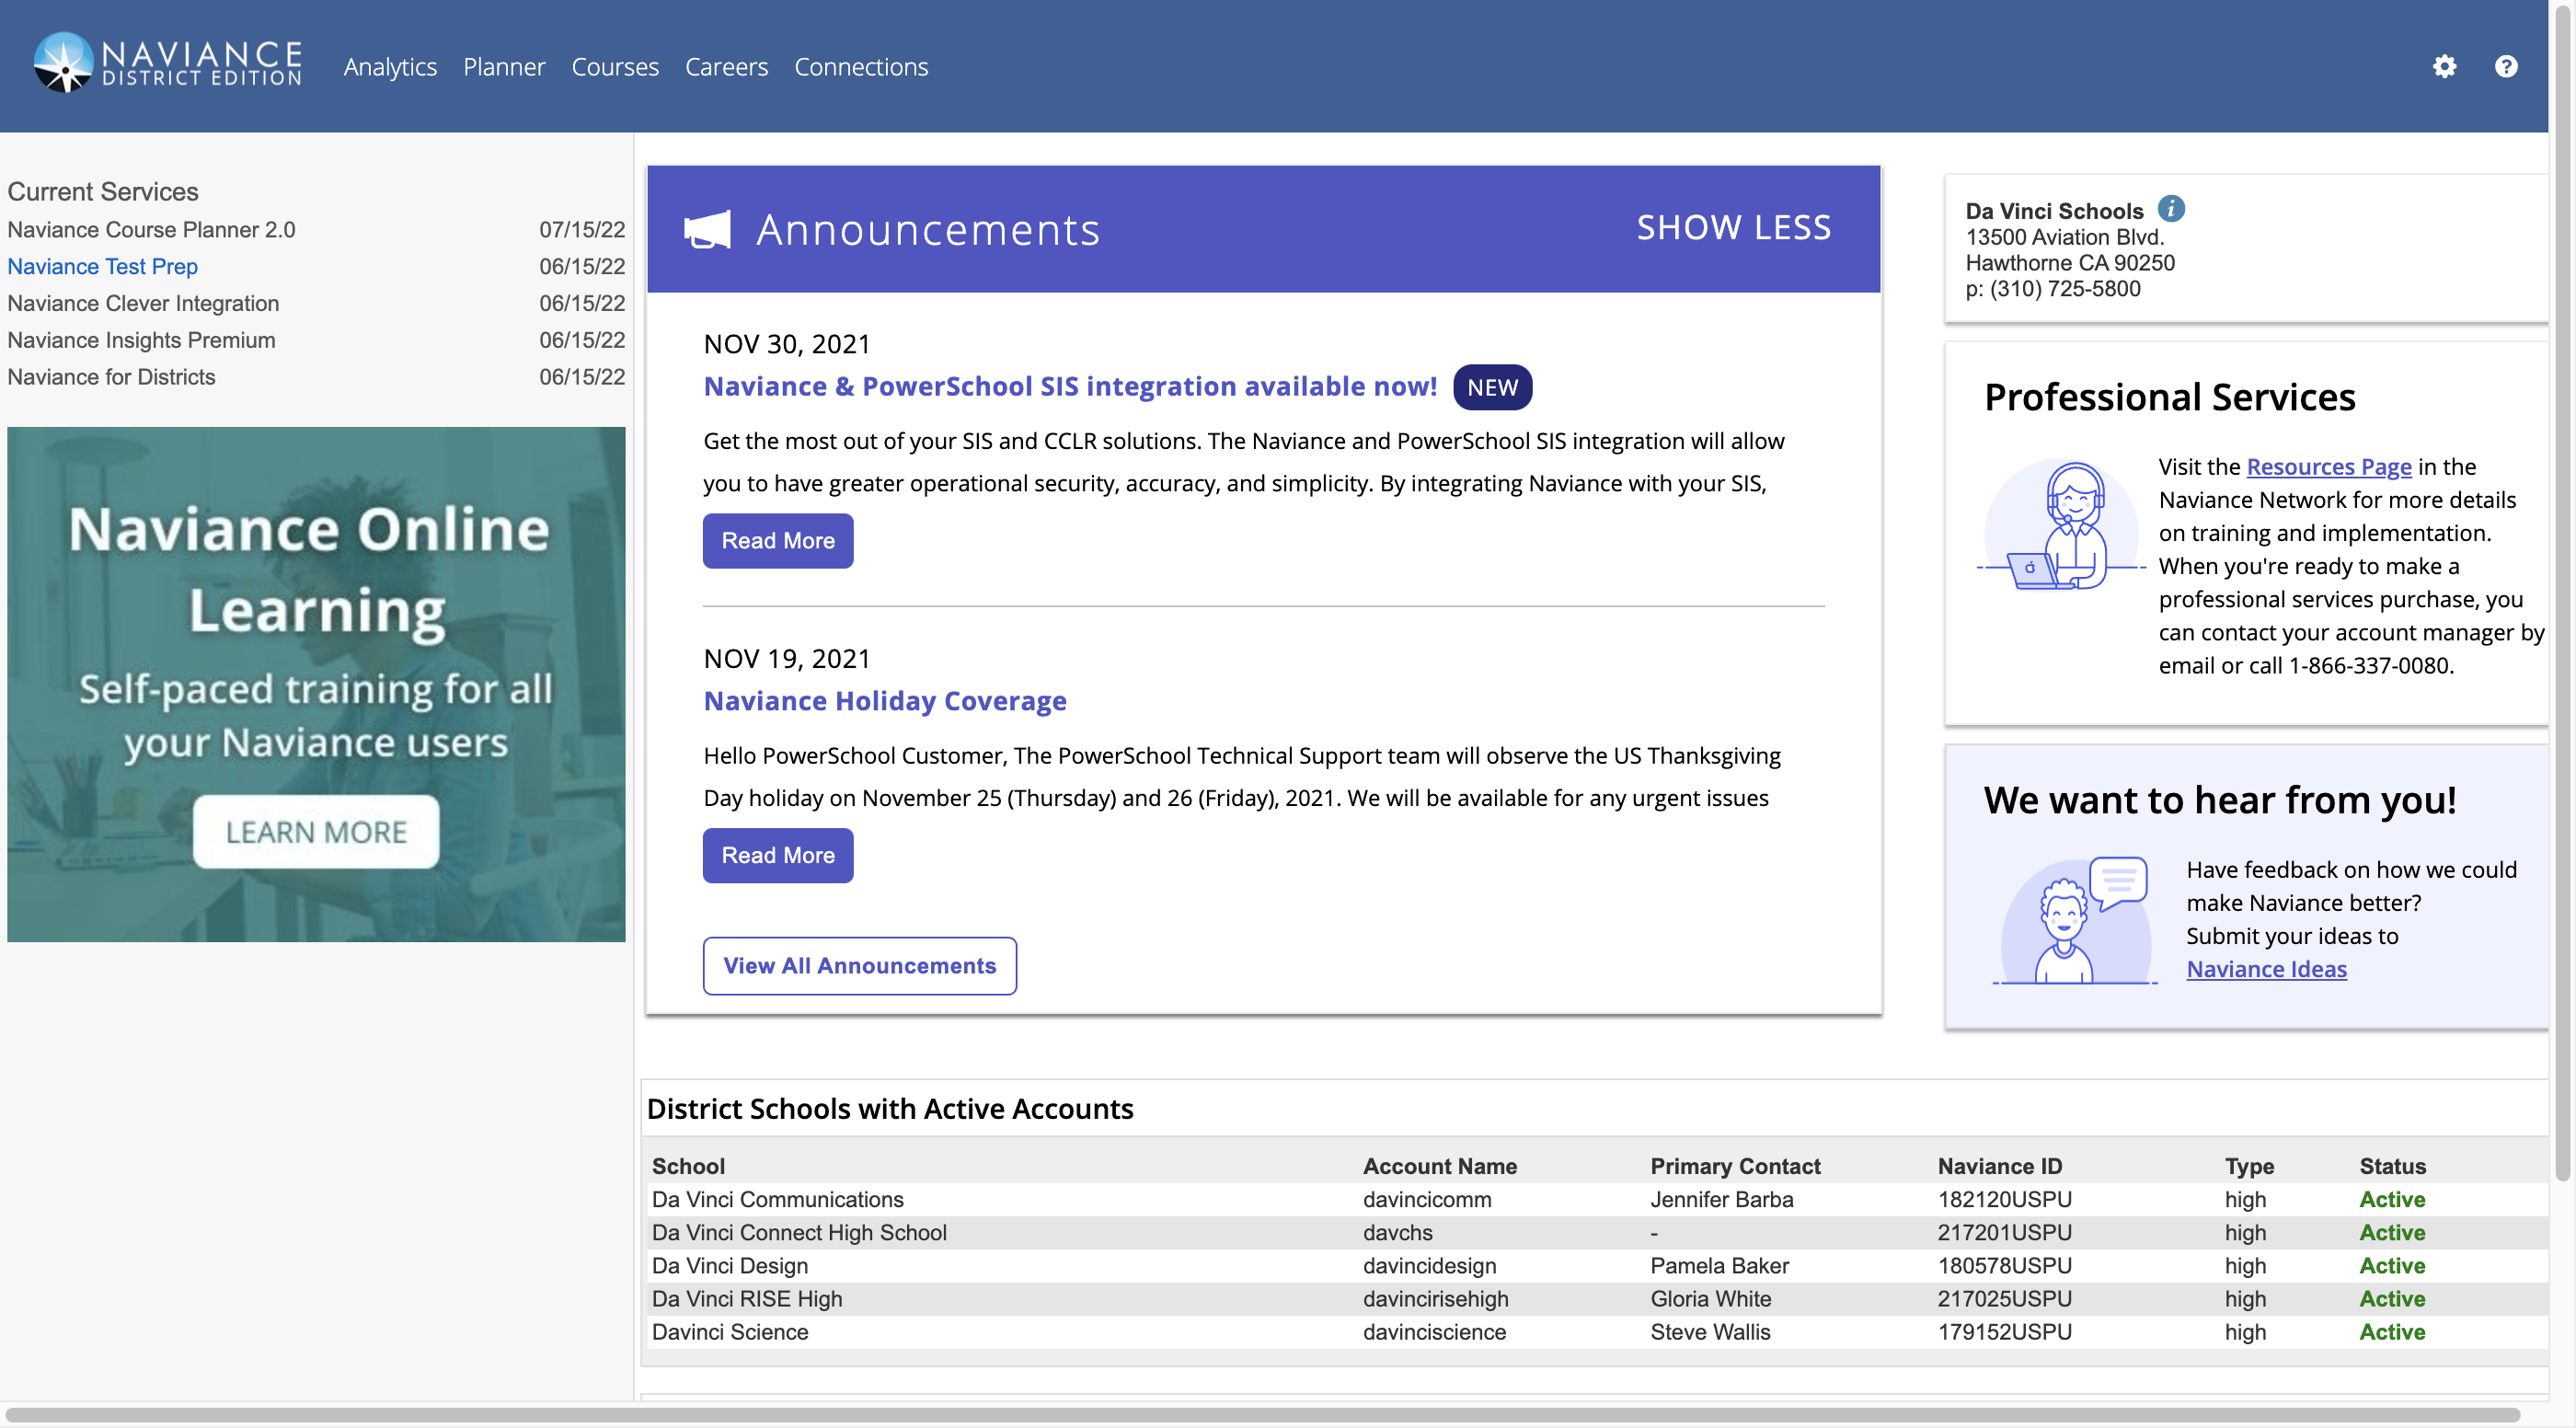 NAVIANCE
DISTRICT EDITION
Analytics Planner Courses Careers Connections
Current Services
Naviance Course Planner 2.0 07/15/22
Naviance Test Prep 06/15/22
Naviance Clever Integration 06/15/22
Naviance Insights Premium 06/15/22
Naviance for Districts 06/15/22
Naviance Online
Learning
Self-paced training for all
your Naviance users
LEARN MORE
Announcements SHOW LESS
NOV 30, 2021
Naviance & PowerSchool SIS integration available now! NEW
Get the most out of your SIS and CCLR solutions. The Naviance and PowerSchool SIS integration will allow
you to have greater operational security, accuracy, and simplicity. By integrating Naviance with your SIS,
Read More
NOV 19, 2021
Naviance Holiday Coverage
Hello PowerSchool Customer, The PowerSchool Technical Support team will observe the US Thanksgiving
Day holiday on November 25 (Thursday) and 26 (Friday), 2021. We will be available for any urgent issues
Read More
View All Announcements
Da Vinci Schools i
13500 Aviation Blvd.
Hawthorne CA 90250
p: (310) 725-5800
Professional Services
Visit the Resources Page in the
Naviance Network for more details
on training and implementation.
When you're ready to make a
professional services purchase, you
can contact your account manager by
email or call 1-866-337-0080.
We want to hear from you!
Have feedback on how we could
make Naviance better?
Submit your ideas to
Naviance Ideas
District Schools with Active Accounts
School Account Name Primary Contact Naviance ID Type Status
Da Vinci Communications davincicomm Jennifer Barba 182120USPU high Active
Da Vinci Connect High School davchs - 217201USPU high Active
Da Vinci Design davincidesign Pamela Baker 180578USPU high Active
Da Vinci RISE High davincirisehigh Gloria White 217025USPU high Active
Davinci Science davinciscience Steve Wallis 179152USPU high Active